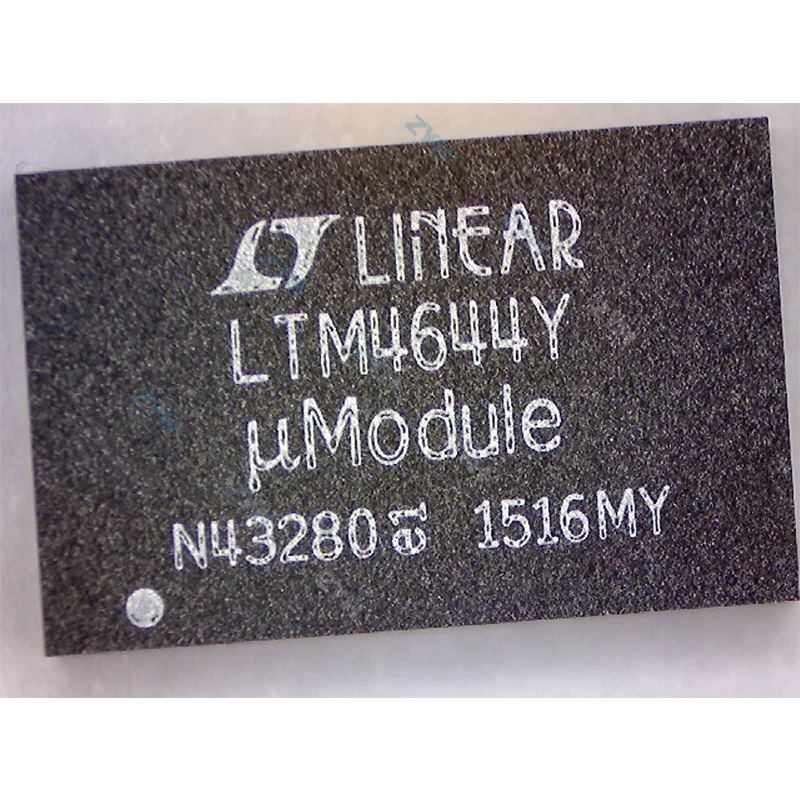 LINEAR
LTM4644Y
µModule
N43280 e1 1516MY